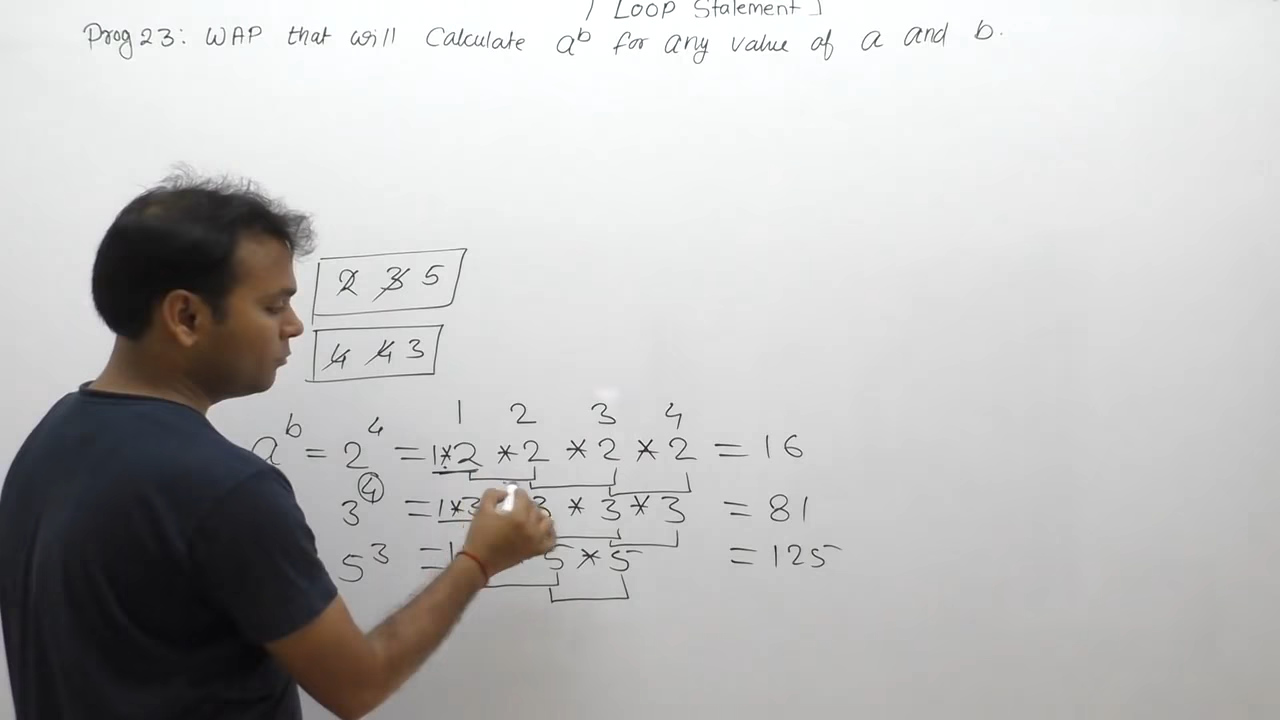 [ Loop Statement ]
Prog 23: WAP that will Calculate a^b for any value of a and b.
2 3 5
4 4 3
1 2 3 4
a^b = 2^4 = 1*2 *2 *2 *2 = 16
3^4 = 1*3 3 * 3 * 3 = 81
5^3 = 1 5 * 5 = 125